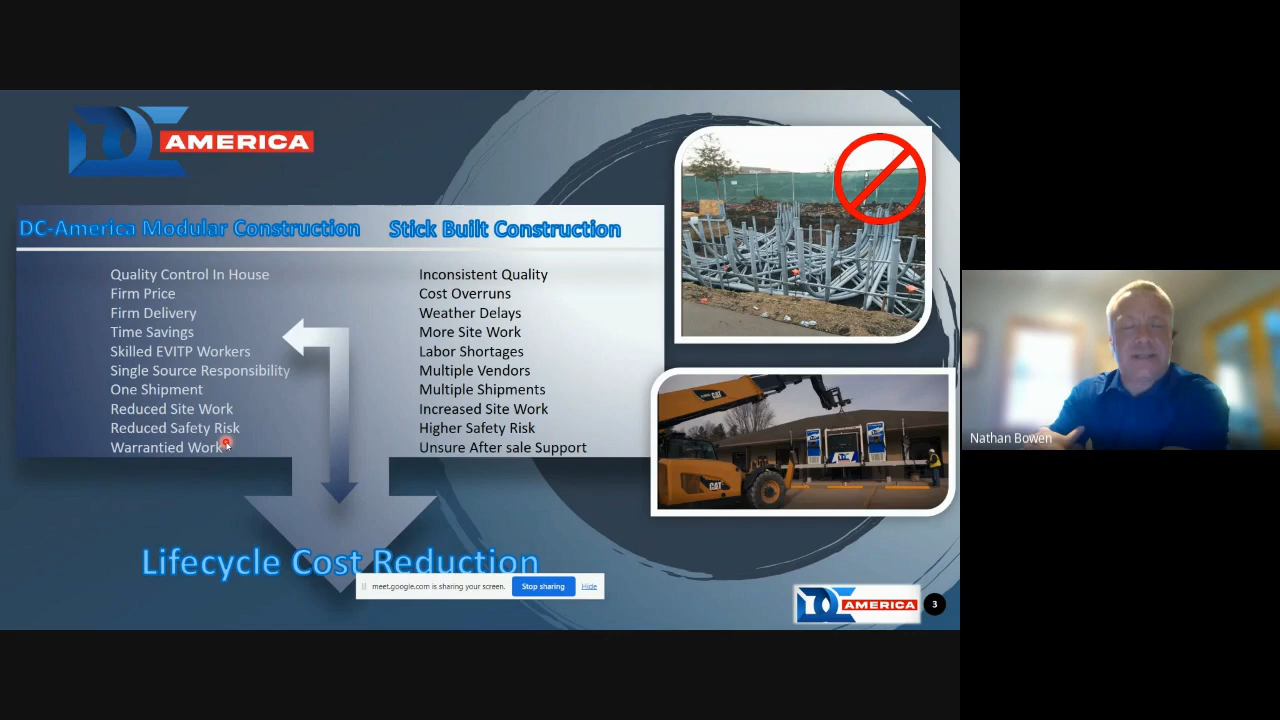 DC AMERICA
DC-America Modular Construction
Quality Control In House
Firm Price
Firm Delivery
Time Savings
Skilled EVITP Workers
Single Source Responsibility
One Shipment
Reduced Site Work
Reduced Safety Risk
Warrantied Work
Stick Built Construction
Inconsistent Quality
Cost Overruns
Weather Delays
More Site Work
Labor Shortages
Multiple Vendors
Multiple Shipments
Increased Site Work
Higher Safety Risk
Unsure After sale Support
CAT
CAT
Lifecycle Cost Reduction
meet.google.com is sharing your screen. Stop sharing Hide
DC AMERICA
3
Nathan Bowen